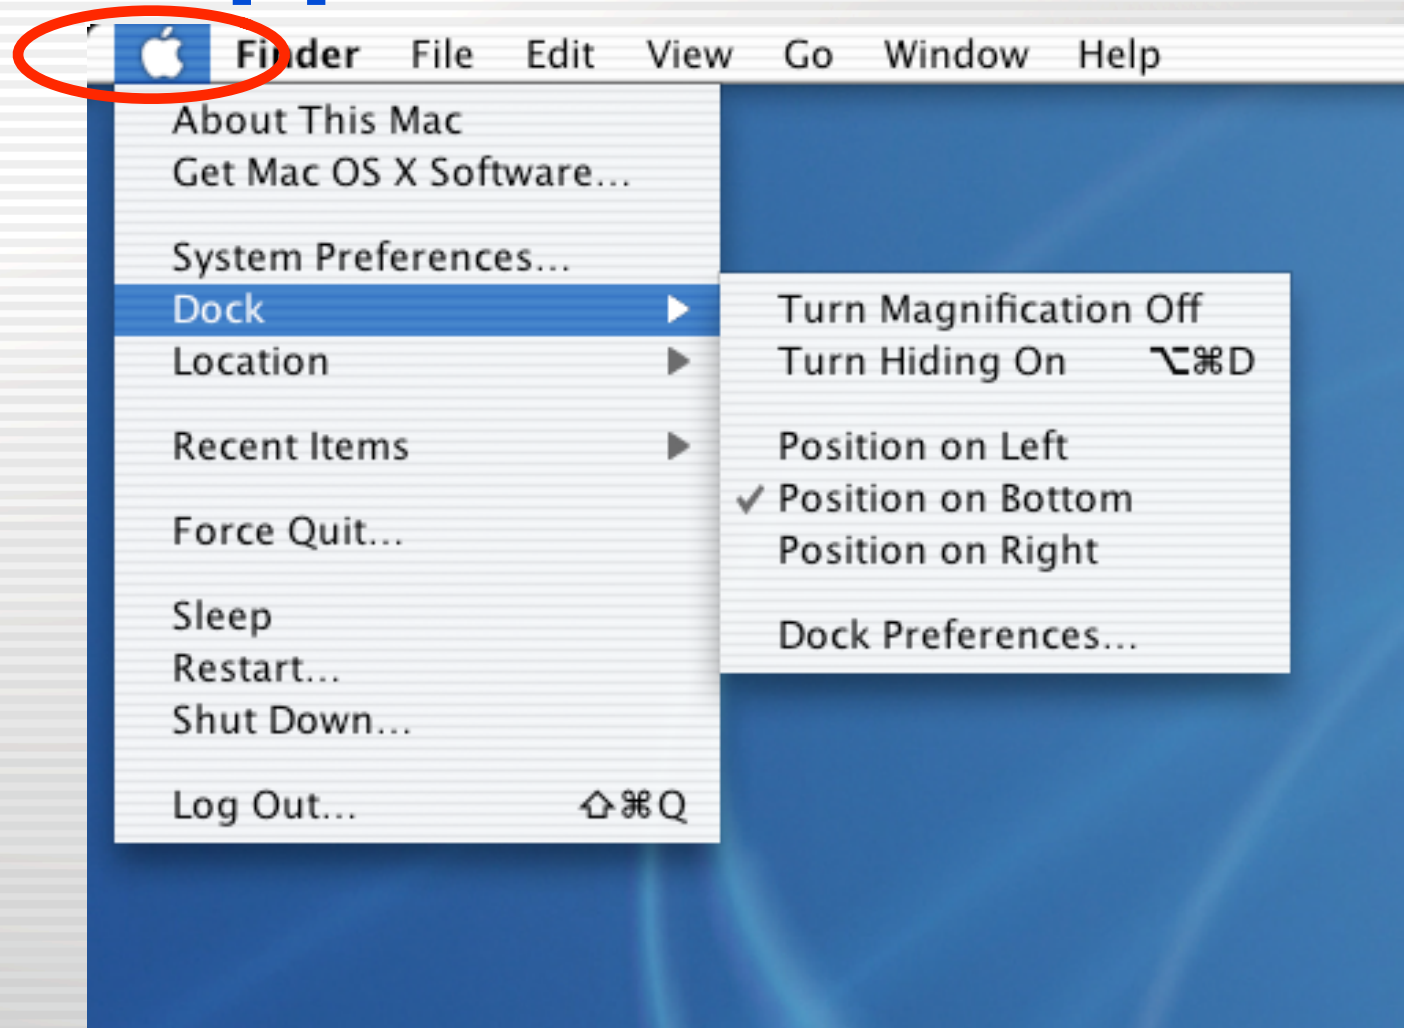 Finder File Edit View Go Window Help
About This Mac
Get Mac OS X Software...
System Preferences...
Dock
Location
Recent Items
Force Quit...
Sleep
Restart...
Shut Down...
Log Out... ⇧⌘Q
Turn Magnification Off
Turn Hiding On ⌥⌘D
Position on Left
✓ Position on Bottom
Position on Right
Dock Preferences...